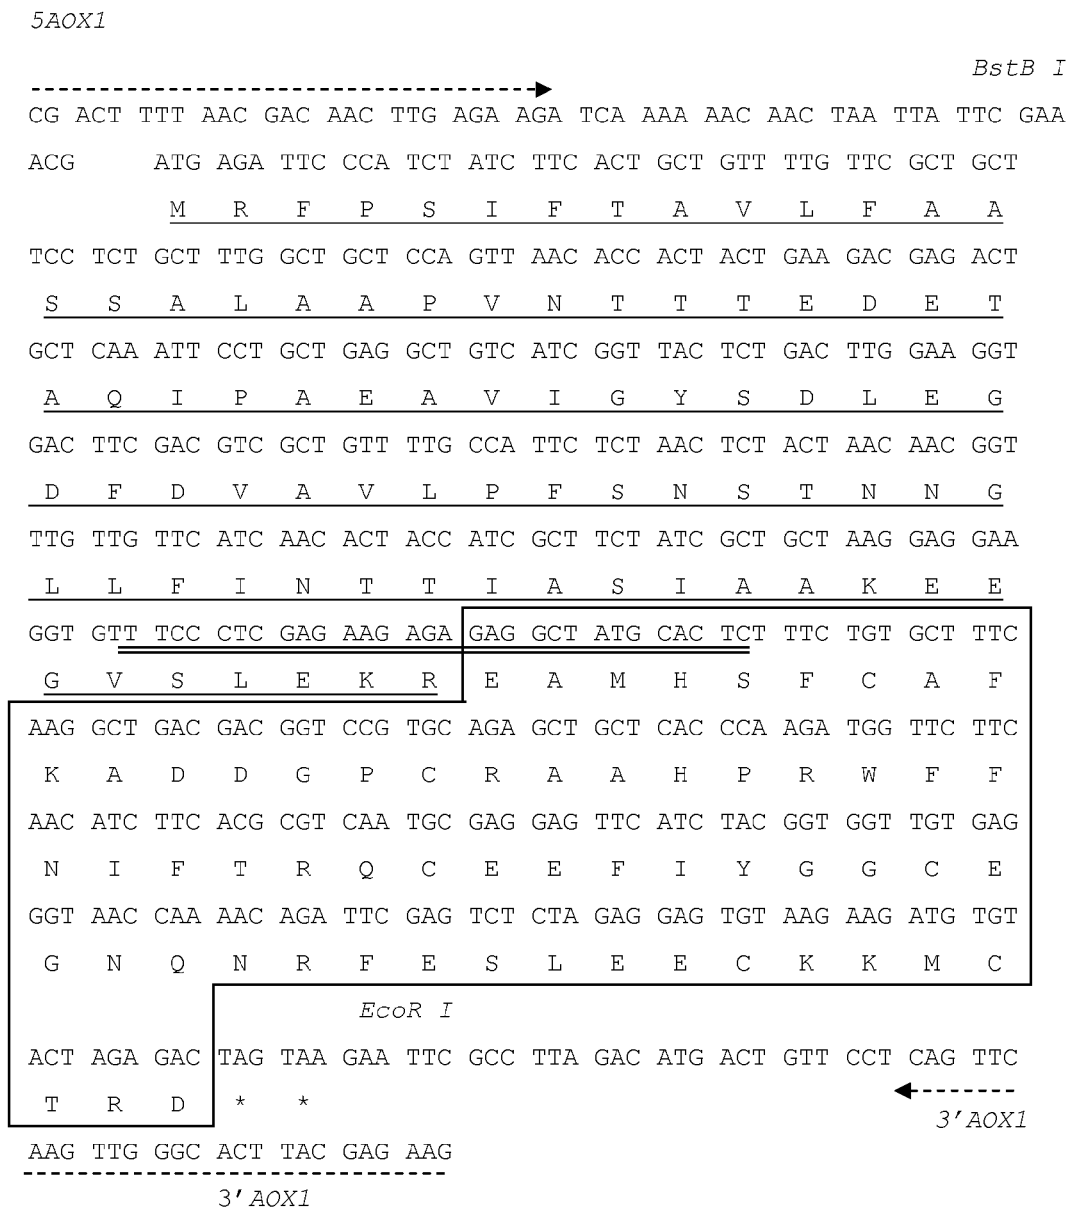 5AOX1
BstB I
CG ACT TTT AAC GAC AAC TTG AGA AGA TCA AAA AAC AAC TAA TTA TTC GAA
ACG ATG AGA TTC CCA TCT ATC TTC ACT GCT GTT TTG TTC GCT GCT
M R F P S I F T A V L F A A
TCC TCT GCT TTG GCT GCT CCA GTT AAC ACC ACT ACT GAA GAC GAG ACT
S S A L A A P V N T T T E D E T
GCT CAA ATT CCT GCT GAG GCT GTC ATC GGT TAC TCT GAC TTG GAA GGT
A Q I P A E A V I G Y S D L E G
GAC TTC GAC GTC GCT GTT TTG CCA TTC TCT AAC TCT ACT AAC AAC GGT
D F D V A V L P F S N S T N N G
TTG TTG TTC ATC AAC ACT ACC ATC GCT TCT ATC GCT GCT AAG GAG GAA
L L F I N T T I A S I A A K E E
GGT GTT TCC CTC GAG AAG AGA GAG GCT ATG CAC TCT TTC TGT GCT TTC
G V S L E K R E A M H S F C A F
AAG GCT GAC GAC GGT CCG TGC AGA GCT GCT CAC CCA AGA TGG TTC TTC
K A D D G P C R A A H P R W F F
AAC ATC TTC ACG CGT CAA TGC GAG GAG TTC ATC TAC GGT GGT TGT GAG
N I F T R Q C E E F I Y G G C E
GGT AAC CAA AAC AGA TTC GAG TCT CTA GAG GAG TGT AAG AAG ATG TGT
G N Q N R F E S L E E C K K M C
EcoR I
ACT AGA GAC TAG TAA GAA TTC GCC TTA GAC ATG ACT GTT CCT CAG TTC
T R D * *
3'AOX1
AAG TTG GGC ACT TAC GAG AAG
3'AOX1